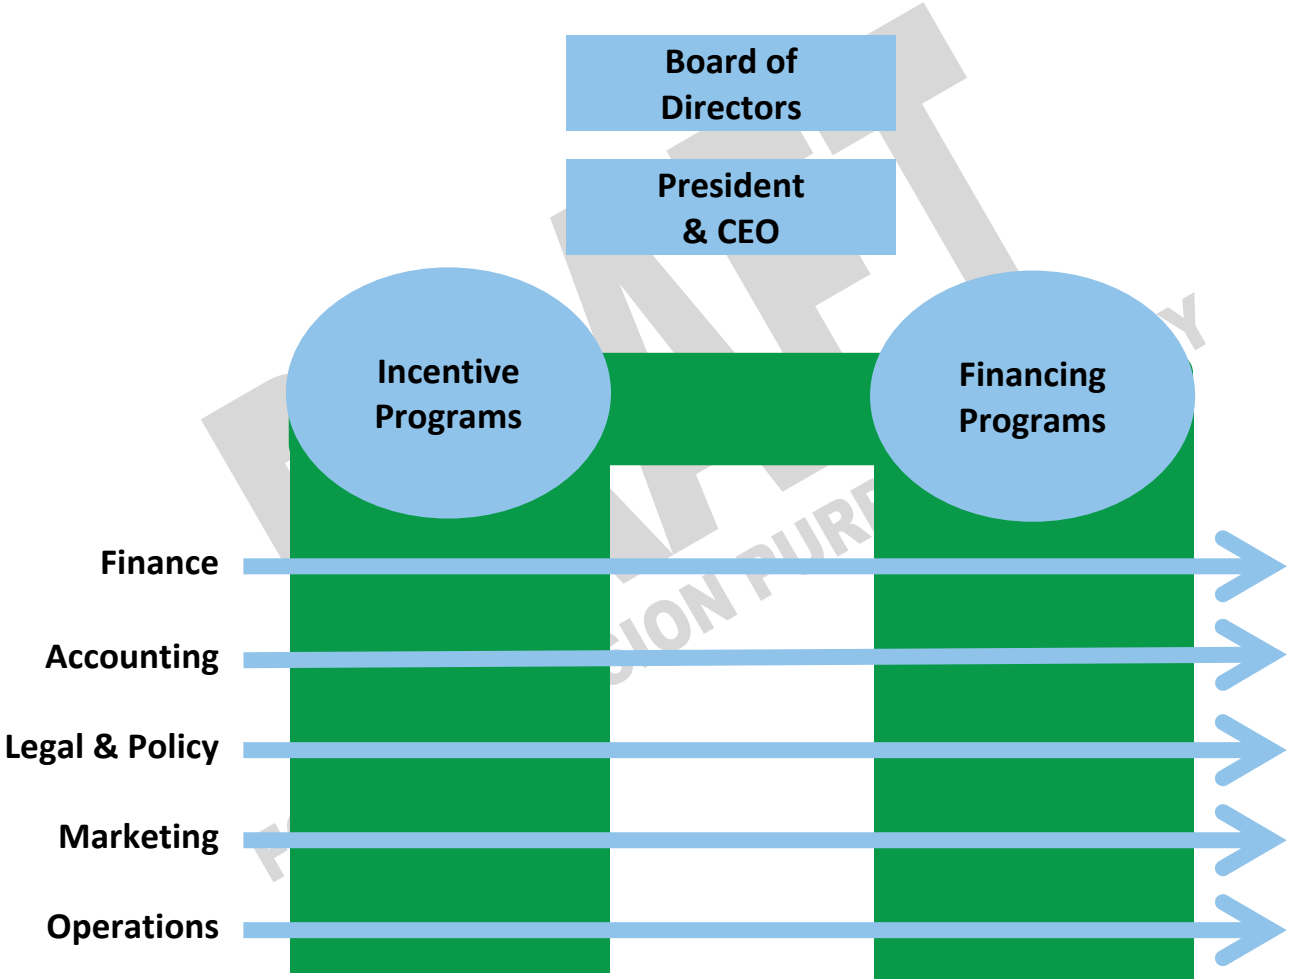 Board of
Directors
President
& CEO
Incentive
Programs
Financing
Programs
Finance
Accounting
Legal & Policy
Marketing
Operations